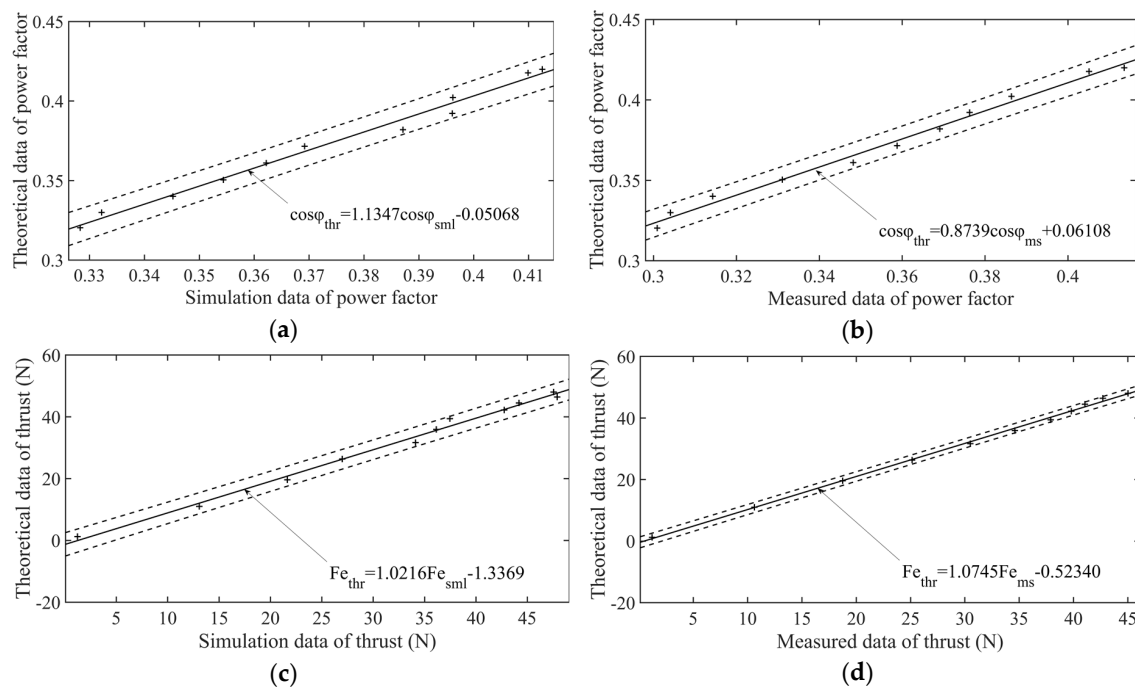 0.45
0.4
0.35
0.3
Theoretical data of power factor
cosφthr=1.1347cosφsml-0.05068
0.33 0.34 0.35 0.36 0.37 0.38 0.39 0.4 0.41
Simulation data of power factor
(a)
0.45
0.4
0.35
0.3
Theoretical data of power factor
cosφthr=0.8739cosφms+0.06108
0.3 0.32 0.34 0.36 0.38 0.4
Measured data of power factor
(b)
60
40
20
0
-20
Theoretical data of thrust (N)
Fethr=1.0216Fesml-1.3369
5 10 15 20 25 30 35 40 45
Simulation data of thrust (N)
(c)
60
40
20
0
-20
Theoretical data of thrust (N)
Fethr=1.0745Fems-0.52340
5 10 15 20 25 30 35 40 45
Measured data of thrust (N)
(d)